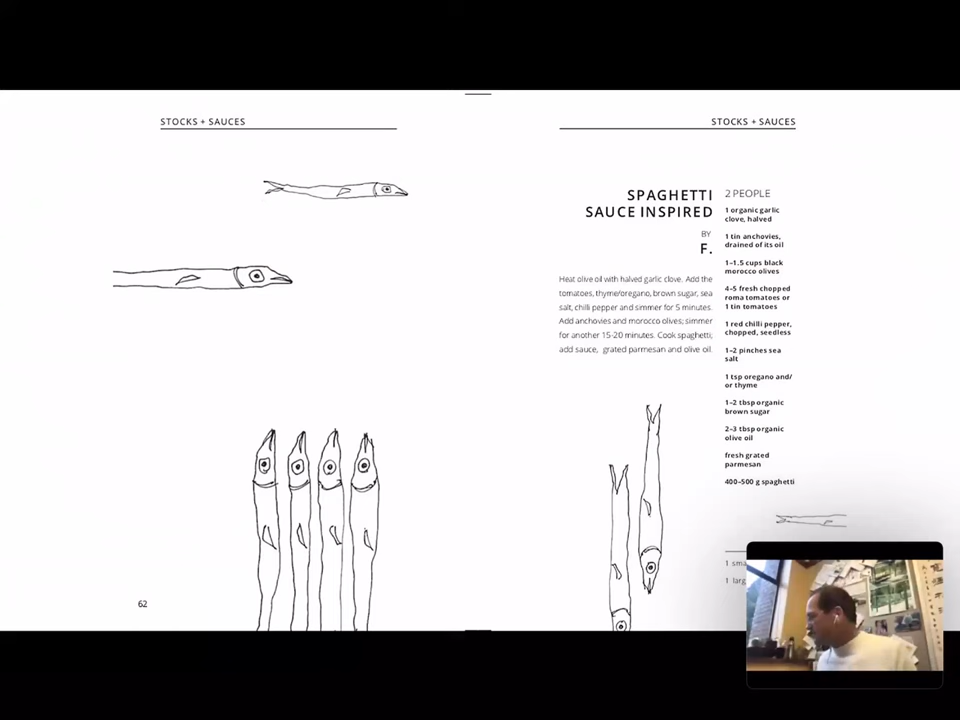 STOCKS + SAUCES
62
STOCKS + SAUCES
SPAGHETTI
SAUCE INSPIRED
BY
F.
Heat olive oil with halved garlic clove. Add the
tomatoes, thyme/oregano, brown sugar, sea
salt, chilli pepper and simmer for 5 minutes.
Add anchovies and morocco olives; simmer
for another 15-20 minutes. Cook spaghetti,
add sauce, grated parmesan and olive oil.
2 PEOPLE
1 organic garlic
clove, halved
1 tin anchovies,
drained of its oil
1–1.5 cups black
morocco olives
4–5 fresh chopped
roma tomatoes or
1 tin tomatoes
1 red chilli pepper,
chopped, seedless
1–2 pinches sea
salt
1 tsp oregano and/
or thyme
1–2 tbsp organic
brown sugar
2–3 tbsp organic
olive oil
fresh grated
parmesan
400–500 g spaghetti
1
1